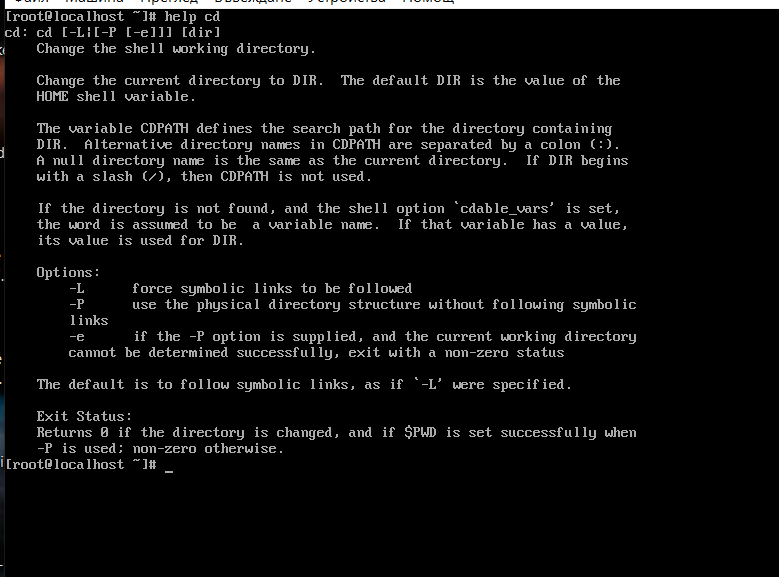 Файл Машина Преглед Въвеждане Устройства Помощ
[root@localhost ~]# help cd
cd: cd [-L|[-P [-e]]] [dir]
    Change the shell working directory.

    Change the current directory to DIR.  The default DIR is the value of the
    HOME shell variable.

    The variable CDPATH defines the search path for the directory containing
    DIR.  Alternative directory names in CDPATH are separated by a colon (:).
    A null directory name is the same as the current directory.  If DIR begins
    with a slash (/), then CDPATH is not used.

    If the directory is not found, and the shell option `cdable_vars' is set,
    the word is assumed to be  a variable name.  If that variable has a value,
    its value is used for DIR.

    Options:
        -L      force symbolic links to be followed
        -P      use the physical directory structure without following symbolic
        links
        -e      if the -P option is supplied, and the current working directory
        cannot be determined successfully, exit with a non-zero status

    The default is to follow symbolic links, as if `-L' were specified.

    Exit Status:
    Returns 0 if the directory is changed, and if $PWD is set successfully when
    -P is used; non-zero otherwise.
[root@localhost ~]# _